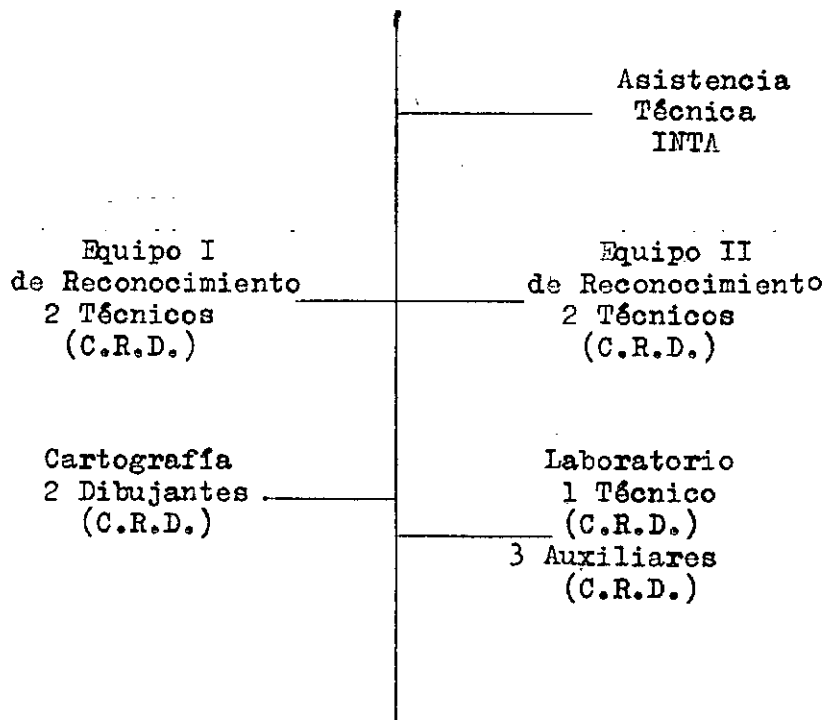 Asistencia
Técnica
INTA
Equipo I
de Reconocimiento
2 Técnicos
(C.R.D.)
Equipo II
de Reconocimiento
2 Técnicos
(C.R.D.)
Cartografía
2 Dibujantes
(C.R.D.)
Laboratorio
1 Técnico
(C.R.D.)
3 Auxiliares
(C.R.D.)